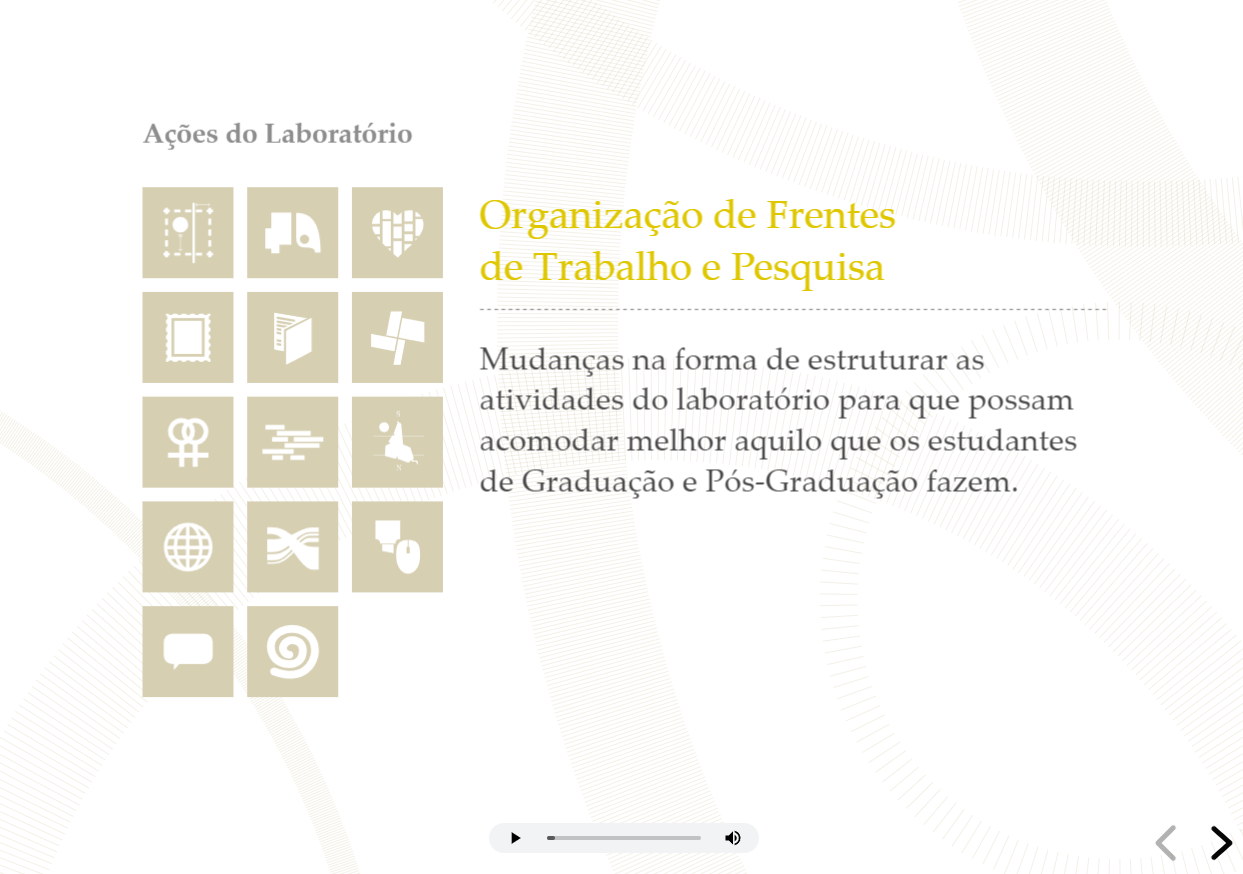 Ações do Laboratório
Organização de Frentes
de Trabalho e Pesquisa
Mudanças na forma de estruturar as
atividades do laboratório para que possam
acomodar melhor aquilo que os estudantes
de Graduação e Pós-Graduação fazem.
S
N